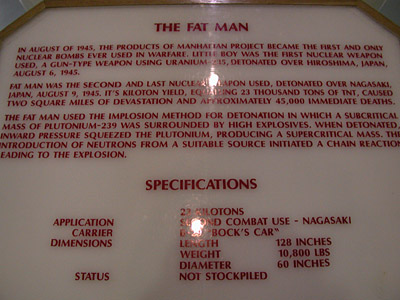 THE FAT MAN
IN AUGUST OF 1945, THE PRODUCTS OF MANHATTAN PROJECT BECAME THE FIRST AND ONLY
NUCLEAR BOMBS EVER USED IN WARFARE. LITTLE BOY WAS THE FIRST NUCLEAR WEAPON
USED, A GUN-TYPE WEAPON USING URANIUM-235, DETONATED OVER HIROSHIMA, JAPAN,
AUGUST 6, 1945.
FAT MAN WAS THE SECOND AND LAST NUCLEAR WEAPON USED, DETONATED OVER NAGASAKI,
JAPAN, AUGUST 9, 1945. IT'S KILOTON YIELD, EQUALING 23 THOUSAND TONS OF TNT, CAUSED
TWO SQUARE MILES OF DEVASTATION AND APROXIMATELY 45,000 IMMEDIATE DEATHS.
THE FAT MAN USED THE IMPLOSION METHOD FOR DETONATION IN WHICH A SUBCRITICAL
MASS OF PLUTONIUM-239 WAS SURROUNDED BY HIGH EXPLOSIVES. WHEN DETONATED,
INWARD PRESSURE SQUEEZED THE PLUTONIUM, PRODUCING A SUPERCRITICAL MASS. THE
INTRODUCTION OF NEUTRONS FROM A SUITABLE SOURCE INITIATED A CHAIN REACTION
LEADING TO THE EXPLOSION.
SPECIFICATIONS
23 KILOTONS
APPLICATION SECOND COMBAT USE - NAGASAKI
CARRIER "BOCK'S CAR"
DIMENSIONS LENGTH 128 INCHES
WEIGHT 10,800 LBS
DIAMETER 60 INCHES
STATUS NOT STOCKPILED